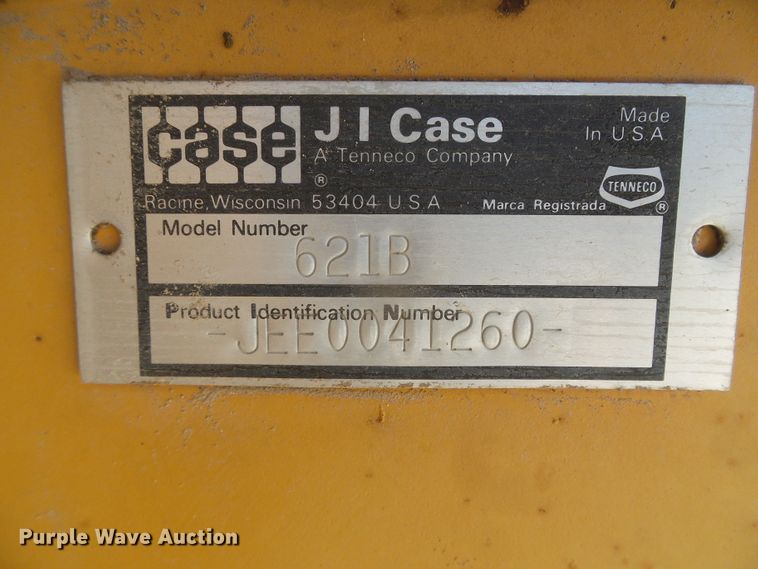 case
J I Case
A Tenneco Company
®
Made
In U.S.A
TENNECO
®
Racine, Wisconsin 53404 U.S.A
Marca Registrada
Model Number
621B
Product Identification Number
-JEE0041260-
Purple Wave Auction